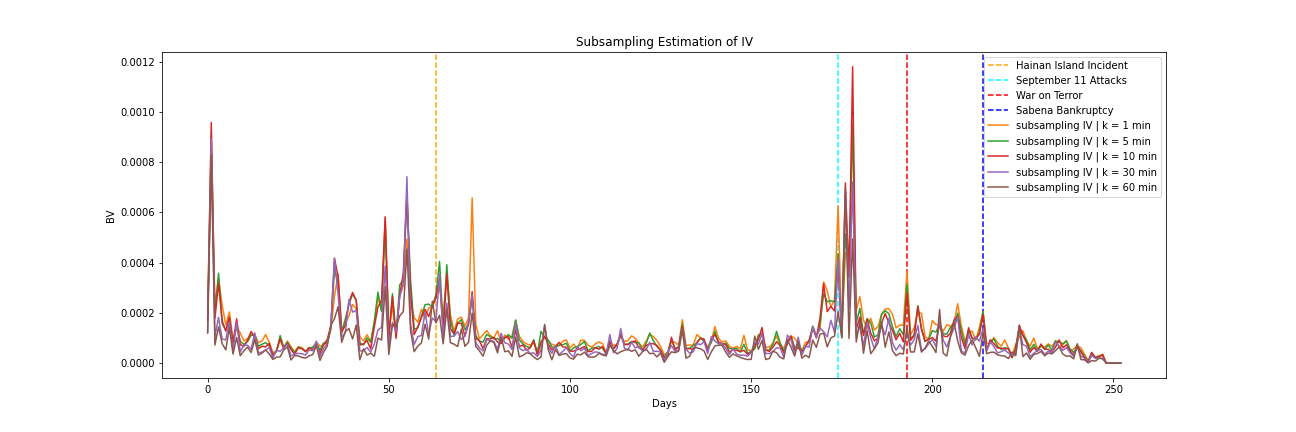 Subsampling Estimation of IV
BV
0.0012
0.0010
0.0008
0.0006
0.0004
0.0002
0.0000
Hainan Island Incident
September 11 Attacks
War on Terror
Sabena Bankruptcy
subsampling IV | k = 1 min
subsampling IV | k = 5 min
subsampling IV | k = 10 min
subsampling IV | k = 30 min
subsampling IV | k = 60 min
0 50 100 150 200 250
Days